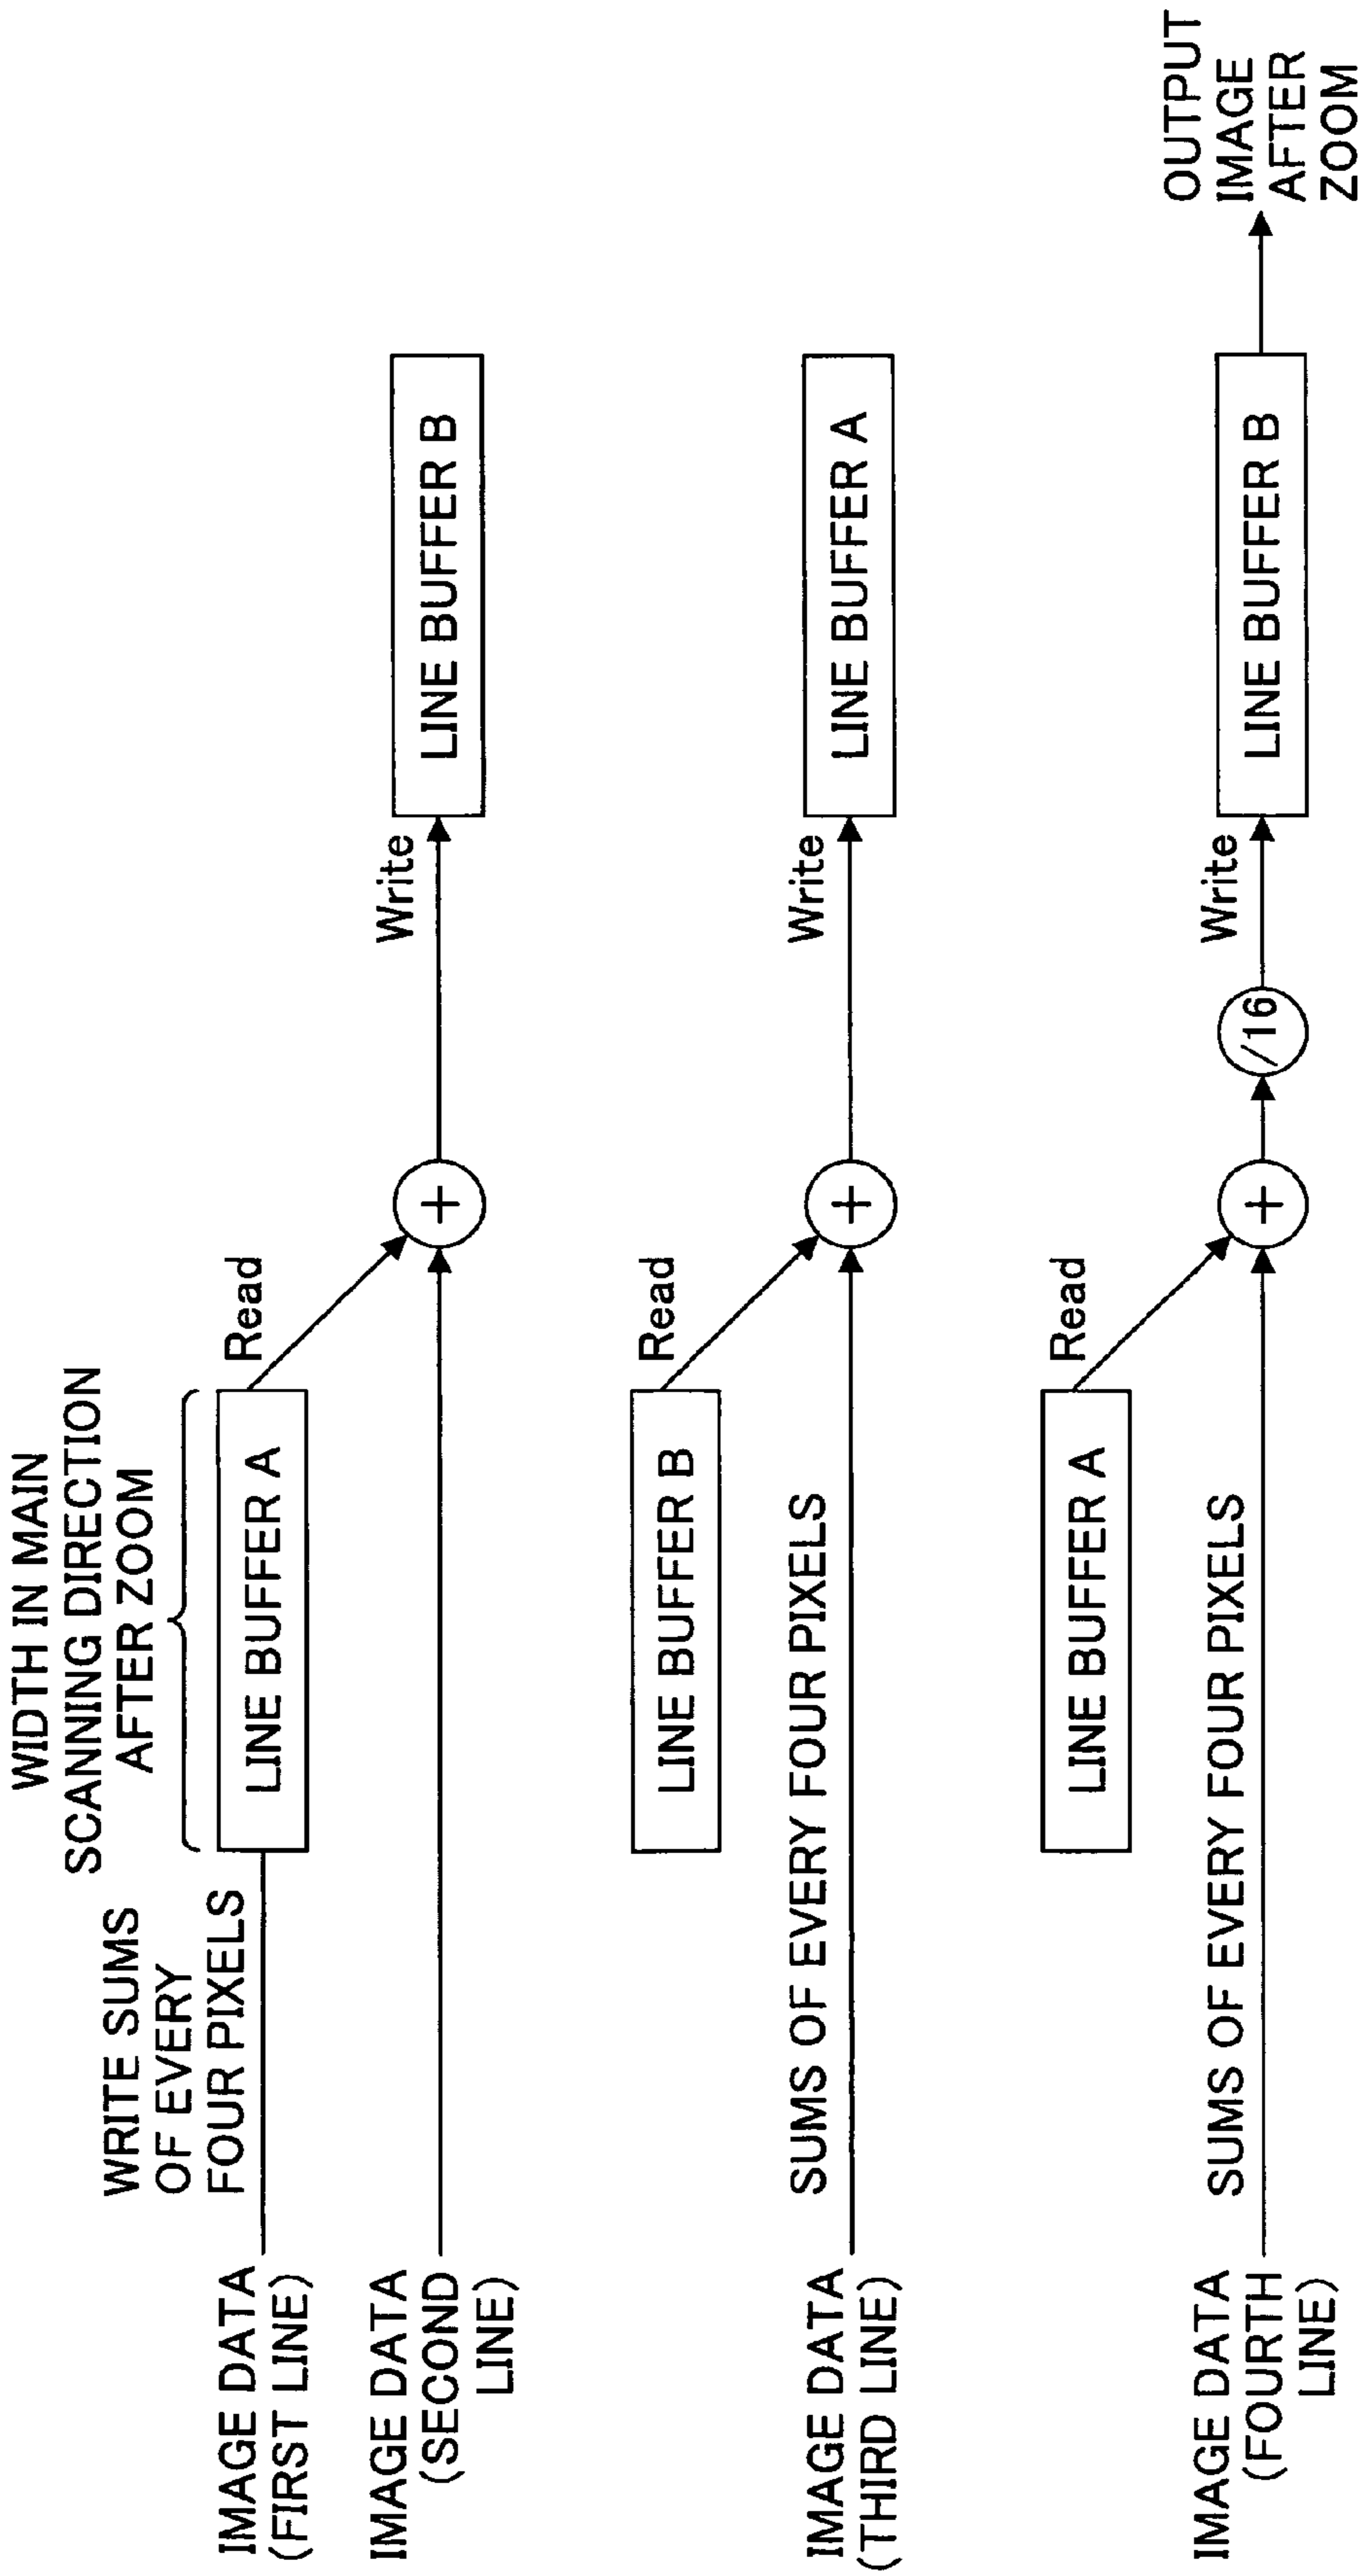 WIDTH IN MAIN
SCANNING DIRECTION
AFTER ZOOM
WRITE SUMS
OF EVERY
FOUR PIXELS
IMAGE DATA
(FIRST LINE)
LINE BUFFER A
Read
IMAGE DATA
(SECOND
LINE)
+
Write
LINE BUFFER B
LINE BUFFER B
Read
IMAGE DATA
(THIRD LINE)
SUMS OF EVERY FOUR PIXELS
+
Write
LINE BUFFER A
LINE BUFFER A
Read
IMAGE DATA
(FOURTH
LINE)
SUMS OF EVERY FOUR PIXELS
+
/16
Write
LINE BUFFER B
OUTPUT
IMAGE
AFTER
ZOOM